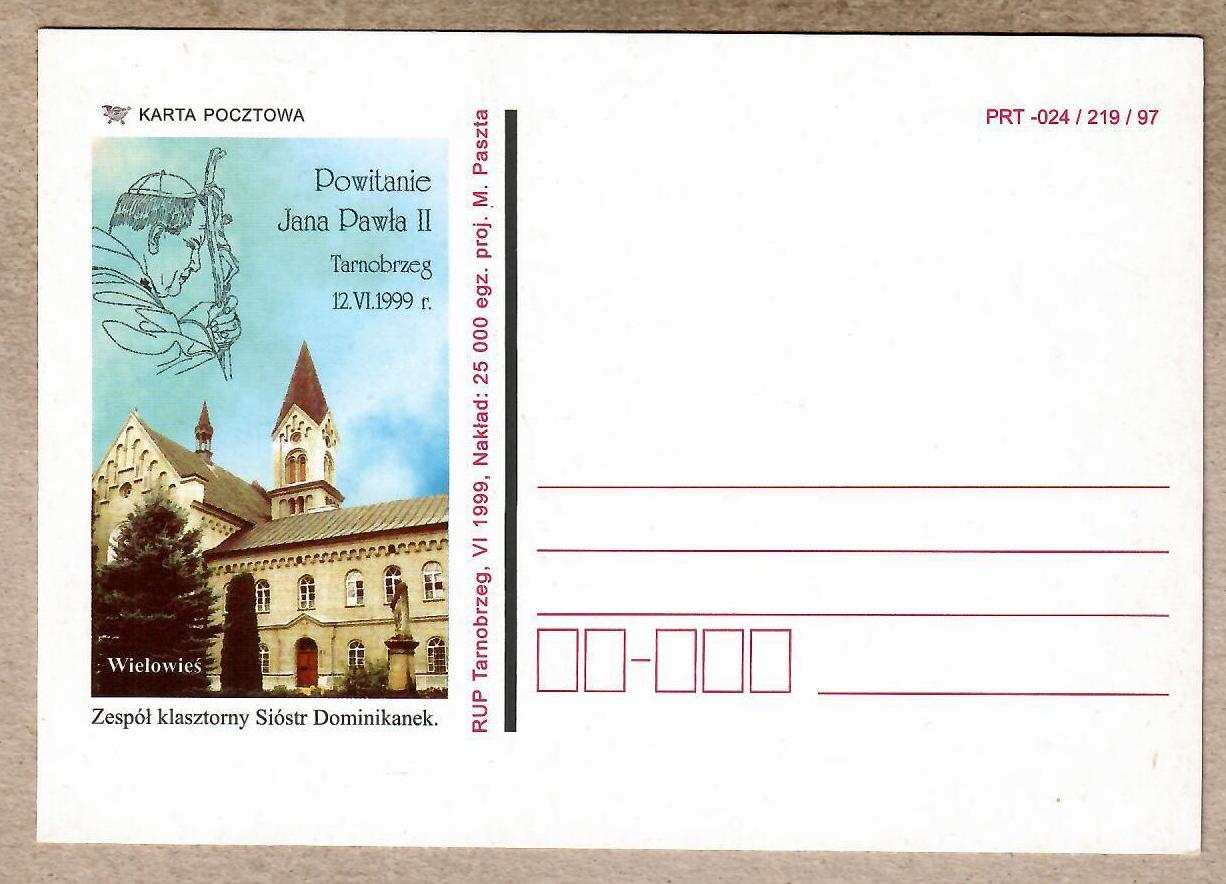 KARTA POCZTOWA
Powitanie
Jana Pawła II
Tarnobrzeg
12.VI.1999 r.
Wielowieś
Zespół klasztorny Sióstr Dominikanek.
RUP Tarnobrzeg, VI 1999, Nakład: 25 000 egz. proj. M. Paszta
PRT -024 / 219 / 97